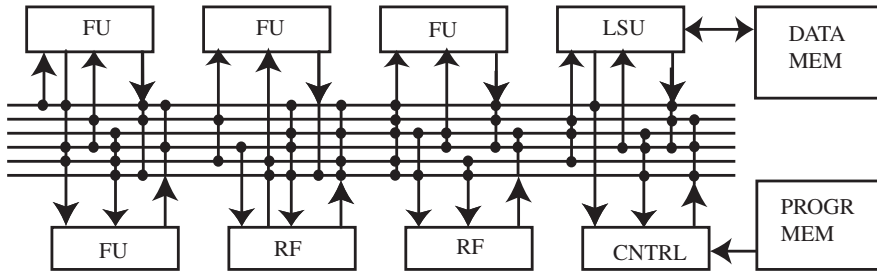 FU
FU
FU
LSU
DATA
MEM
FU
RF
RF
CNTRL
PROGR
MEM